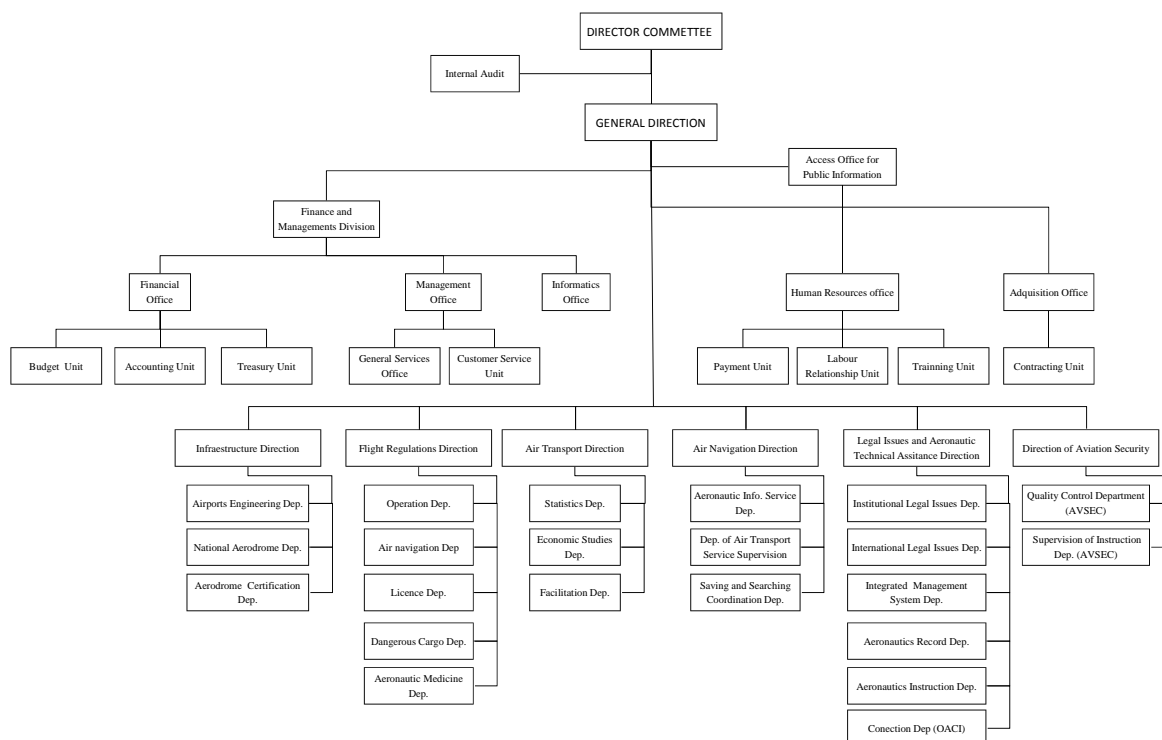 DIRECTOR COMMITTEE
Internal Audit
GENERAL DIRECTION
Access Office for
Public Information
Finance and
Managements Division
Financial
Office
Management
Office
Informatics
Office
Human Resources office
Adquisition Office
Budget Unit
Accounting Unit
Treasury Unit
General Services
Office
Customer Service
Unit
Payment Unit
Labour
Relationship Unit
Trainning Unit
Contracting Unit
Infraestructure Direction
Flight Regulations Direction
Air Transport Direction
Air Navigation Direction
Legal Issues and Aeronautic
Technical Assitance Direction
Direction of Aviation Security
Airports Engineering Dep.
National Aerodrome Dep.
Aerodrome Certification
Dep.
Operation Dep.
Air navigation Dep
Licence Dep.
Dangerous Cargo Dep.
Aeronautic Medicine
Dep.
Statistics Dep.
Economic Studies
Dep.
Facilitation Dep.
Aeronautic Info. Service
Dep.
Dep. of Air Transport
Service Supervision
Saving and Searching
Coordination Dep.
Institutional Legal Issues Dep.
International Legal Issues Dep.
Integrated Management
System Dep.
Aeronautics Record Dep.
Aeronautics Instruction Dep.
Conection Dep (OACI)
Quality Control Department
(AVSEC)
Supervision of Instruction
Dep. (AVSEC)